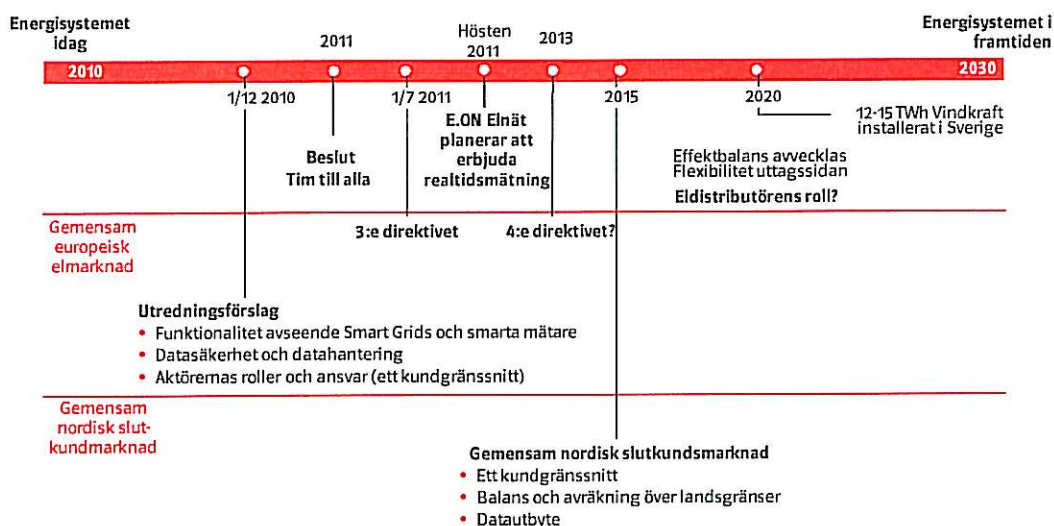 Energisystemet
idag
Energisystemet i
framtiden
2011
Hösten
2011
2013
2010
2030
1/12 2010
1/7 2011
2015
2020
12-15 TWh Vindkraft
installerat i Sverige
Beslut
Tim till alla
E.ON Elnät
planerar att
erbjuda
realtidsmätning
Effektbalans avvecklas
Flexibilitet uttagssidan
Eldistributörens roll?
Gemensam
europeisk
elmarknad
3:e direktivet
4:e direktivet?
Utredningsförslag
• Funktionalitet avseende Smart Grids och smarta mätare
• Datasäkerhet och datahantering
• Aktörernas roller och ansvar (ett kundgränssnitt)
Gemensam
nordisk slut-
kundmarknad
Gemensam nordisk slutkundsmarknad
• Ett kundgränssnitt
• Balans och avräkning över landsgränser
• Datautbyte